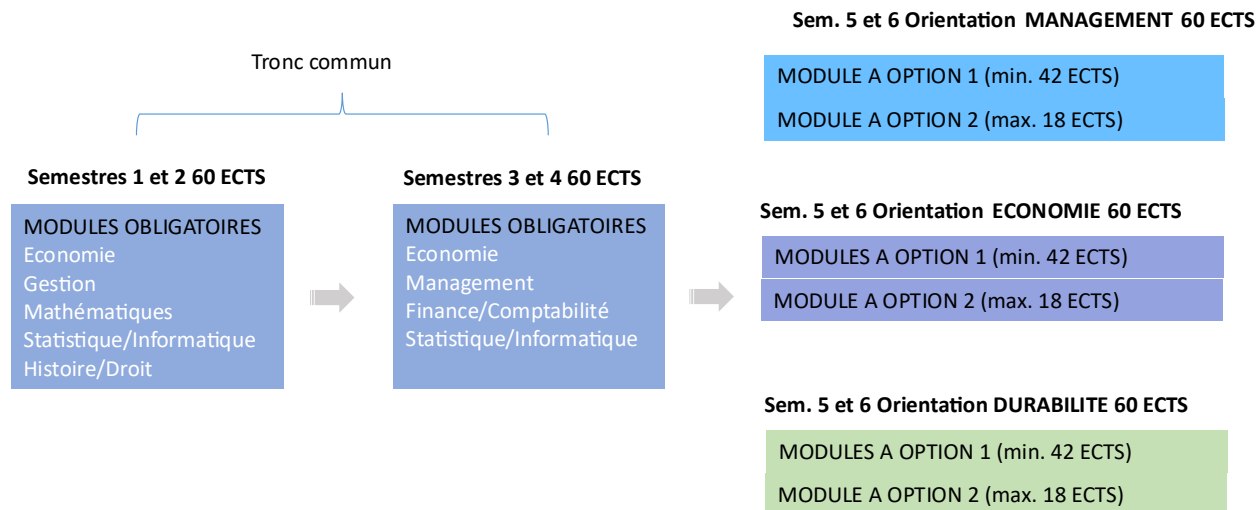 Tronc commun
Semestres 1 et 2 60 ECTS
MODULES OBLIGATOIRES
Economie
Gestion
Mathématiques
Statistique/Informatique
Histoire/Droit
Semestres 3 et 4 60 ECTS
MODULES OBLIGATOIRES
Economie
Management
Finance/Comptabilité
Statistique/Informatique
Sem. 5 et 6 Orientation MANAGEMENT 60 ECTS
MODULE A OPTION 1 (min. 42 ECTS)
MODULE A OPTION 2 (max. 18 ECTS)
Sem. 5 et 6 Orientation ECONOMIE 60 ECTS
MODULES A OPTION 1 (min. 42 ECTS)
MODULE A OPTION 2 (max. 18 ECTS)
Sem. 5 et 6 Orientation DURABILITE 60 ECTS
MODULES A OPTION 1 (min. 42 ECTS)
MODULE A OPTION 2 (max. 18 ECTS)